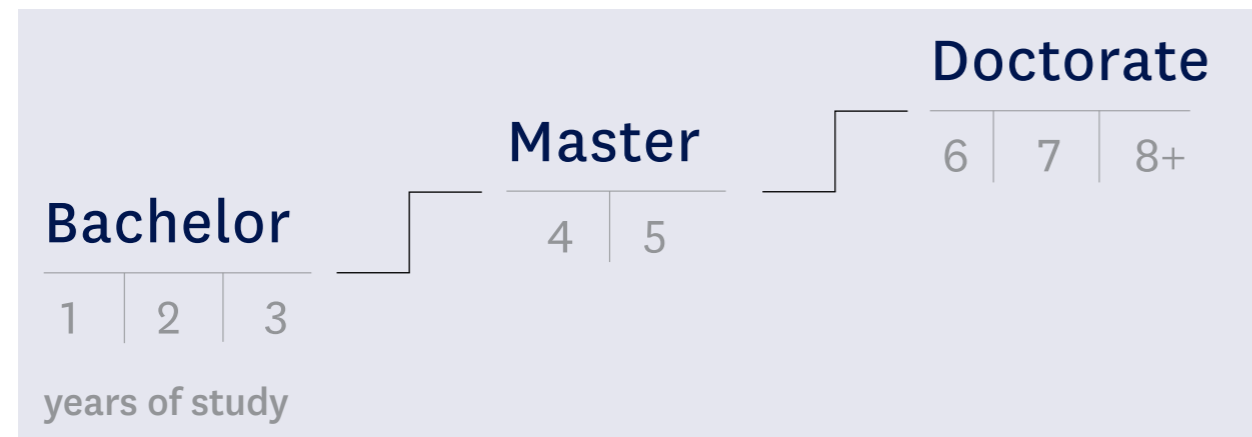 Bachelor
1 2 3
years of study
Master
4 5
Doctorate
6 7 8+